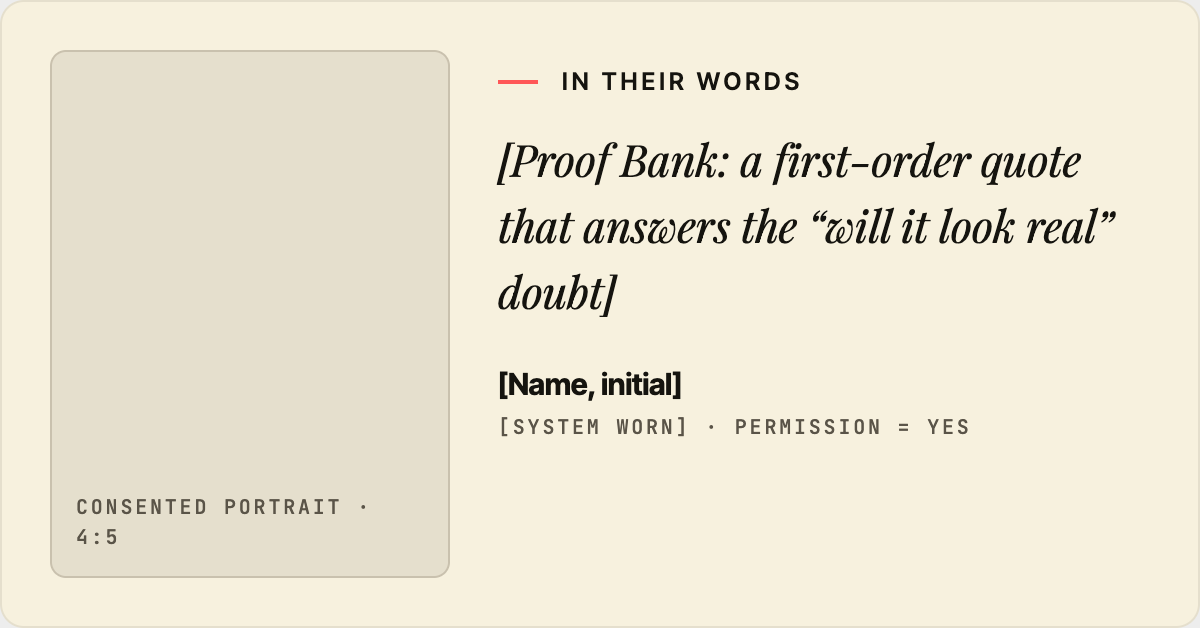 IN THEIR WORDS
[Proof Bank: a first-order quote
that answers the “will it look real”
doubt]
[Name, initial]
[SYSTEM WORN] · PERMISSION = YES
CONSENTED PORTRAIT ·
4:5